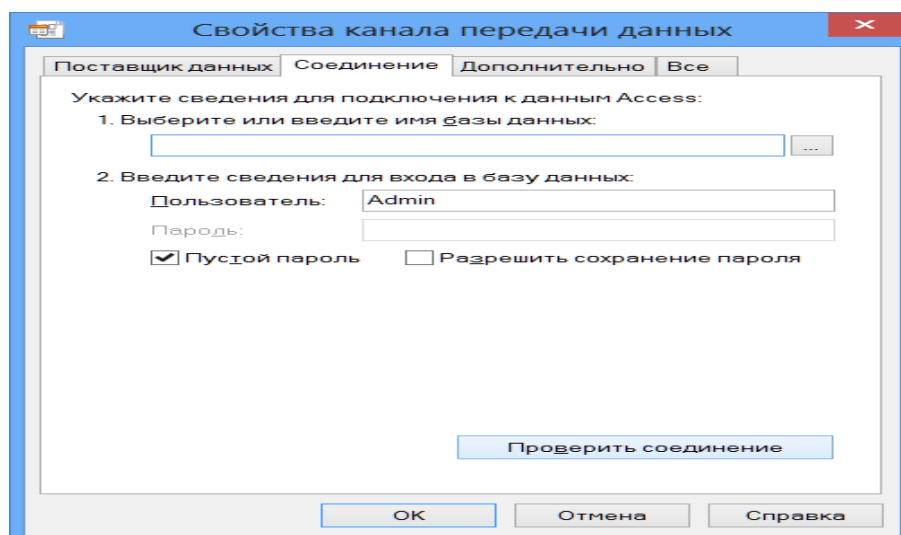 Свойства канала передачи данных
Поставщик данных Соединение Дополнительно Все
Укажите сведения для подключения к данным Access:
1. Выберите или введите имя базы данных:
...
2. Введите сведения для входа в базу данных:
Пользователь: Admin
Пароль:
Пустой пароль Разрешить сохранение пароля
Проверить соединение
ОК Отмена Справка